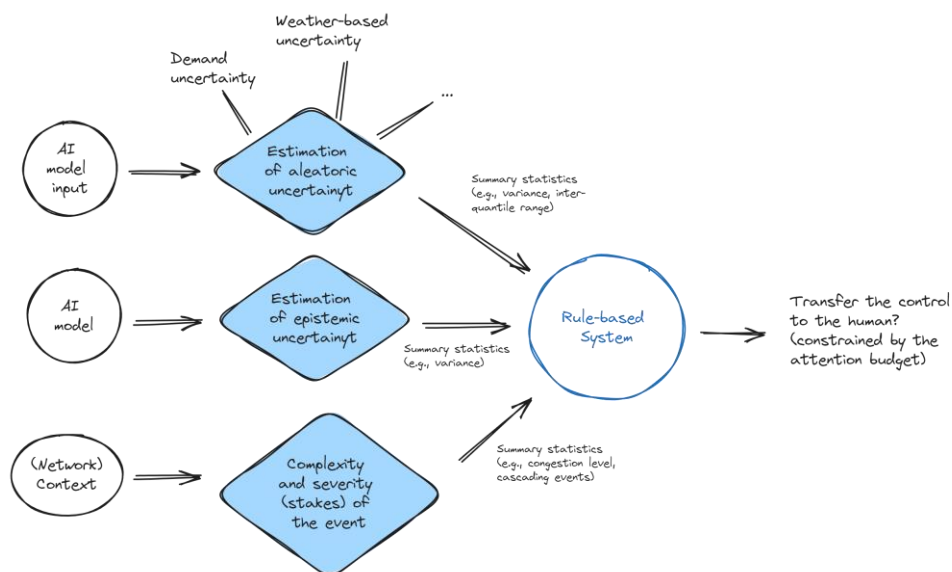 Weather-based
uncertainty
Demand
uncertainty
...
AI
model
input
Estimation
of aleatoric
uncertainyt
Summary statistics
(e.g., variance, inter-
quantile range)
AI
model
Estimation
of epistemic
uncertainyt
Summary statistics
(e.g., variance)
Rule-based
System
Transfer the control
to the human?
(constrained by the
attention budget)
(Network)
Context
Complexity
and severity
(stakes) of
the event
Summary statistics
(e.g., congestion level,
cascading events)